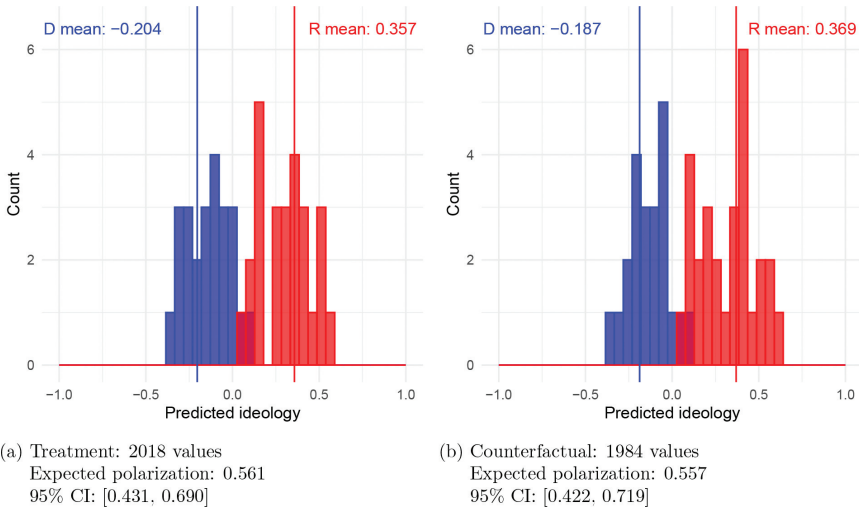 D mean: −0.204
R mean: 0.357
6
4
2
0
Count
−1.0 −0.5 0.0 0.5 1.0
Predicted ideology
D mean: −0.187
R mean: 0.369
6
4
2
0
Count
−1.0 −0.5 0.0 0.5 1.0
Predicted ideology
(a) Treatment: 2018 values
Expected polarization: 0.561
95% CI: [0.431, 0.690]
(b) Counterfactual: 1984 values
Expected polarization: 0.557
95% CI: [0.422, 0.719]